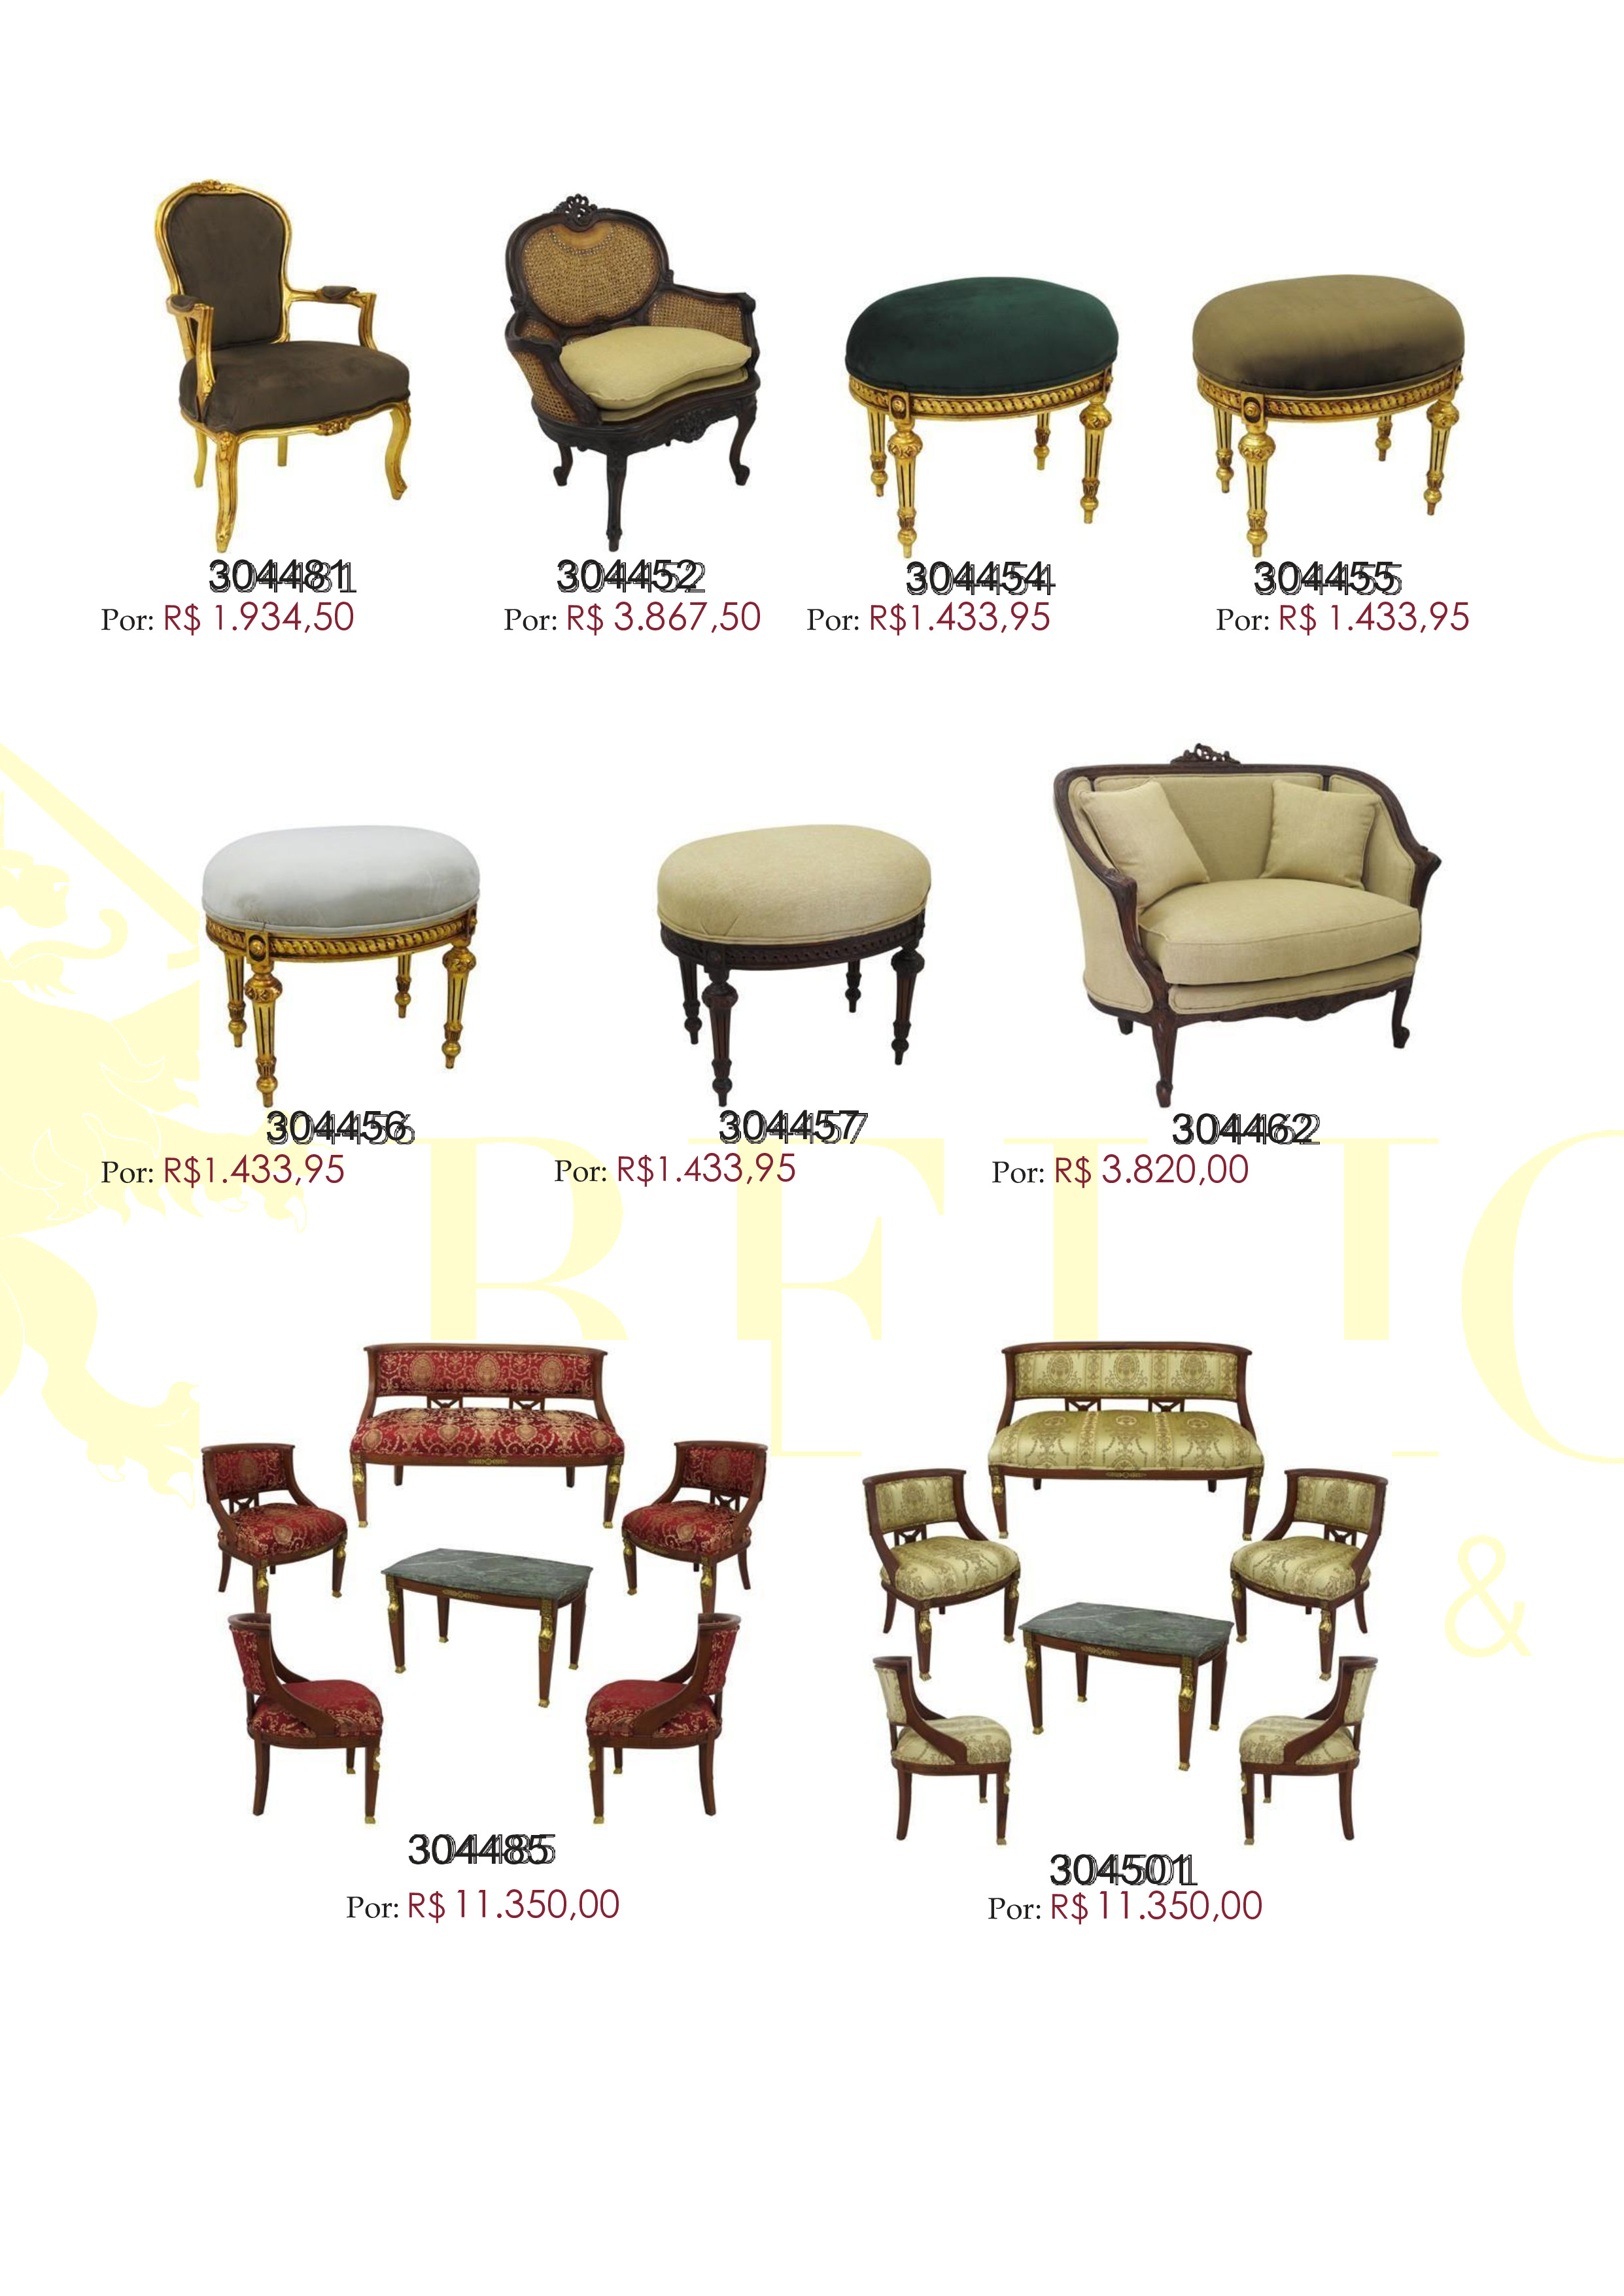 304481 304452 304454 304455
Por: R$ 1.934,50 Por: R$ 3.867,50 Por: R$1.433,95 Por: R$ 1.433,95
304456 304457 304462
Por: R$1.433,95 Por: R$1.433,95 Por: R$ 3.820,00
RELIC
&
304485 304501
Por: R$ 11.350,00 Por: R$ 11.350,00